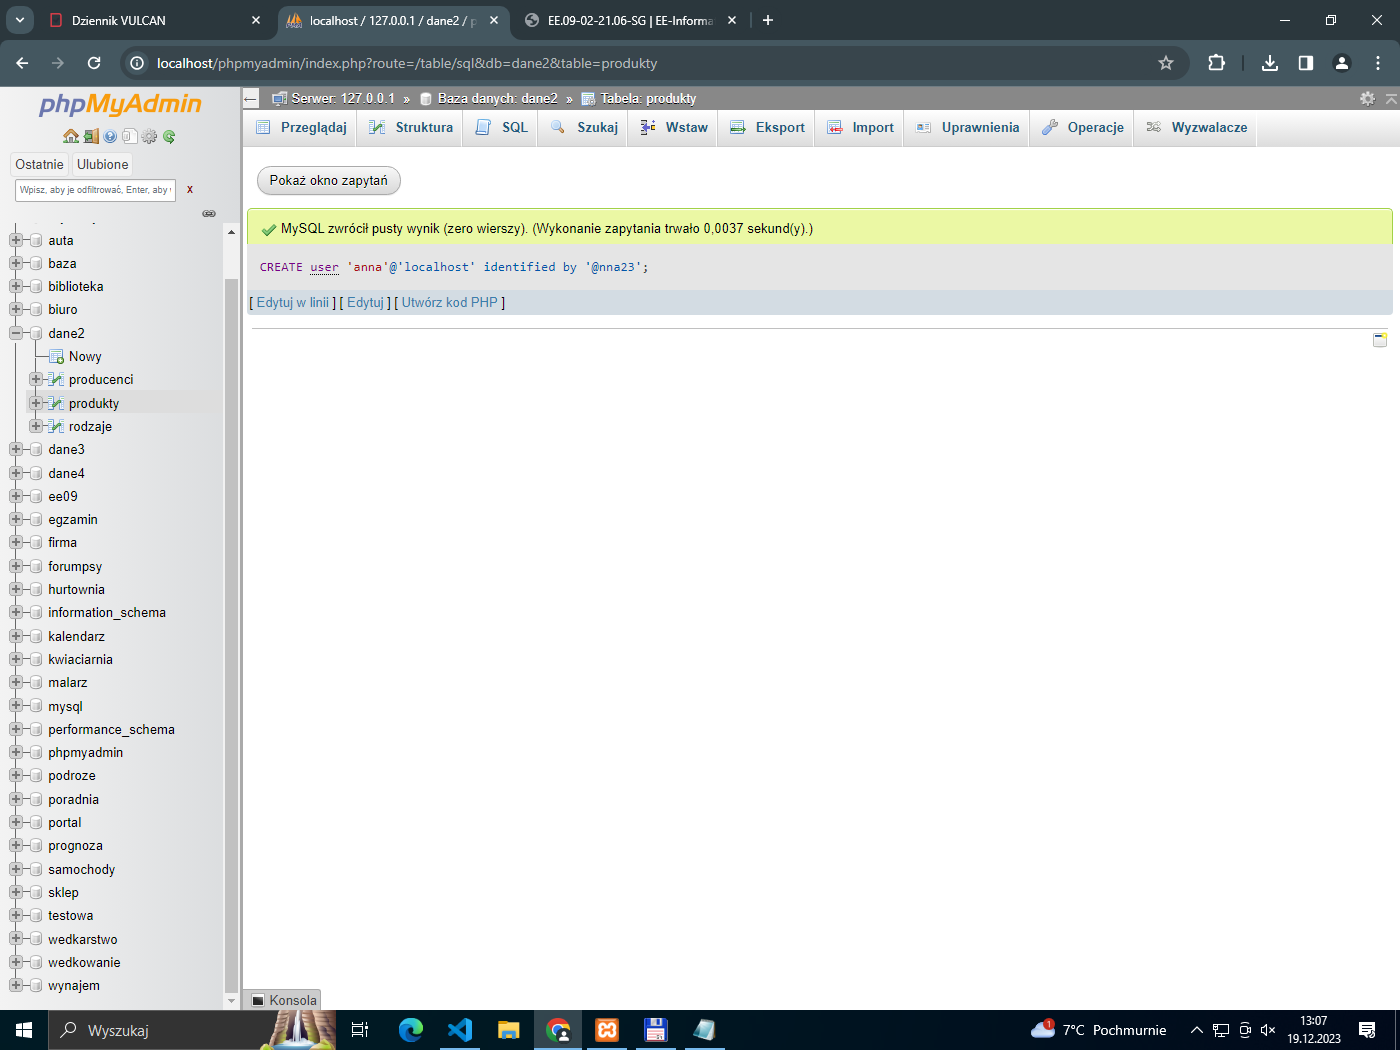 Dziennik VULCAN
localhost / 127.0.0.1 / dane2 / p
EE.09-02-21.06-SG | EE-Informa
localhost/phpmyadmin/index.php?route=/table/sql&db=dane2&table=produkty
phpMyAdmin
Serwer: 127.0.0.1 » Baza danych: dane2 » Tabela: produkty
Przeglądaj Struktura SQL Szukaj Wstaw Eksport Import Uprawnienia Operacje Wyzwalacze
Ostatnie Ulubione
Wpisz, aby je odfiltrować, Enter, aby X
auta
baza
biblioteka
biuro
dane2
Nowy
producenci
produkty
rodzaje
dane3
dane4
ee09
egzamin
firma
forumpsy
hurtownia
information_schema
kalendarz
kwiaciarnia
malarz
mysql
performance_schema
phpmyadmin
podroze
poradnia
portal
prognoza
samochody
sklep
testowa
wedkarstwo
wedkowanie
wynajem
Pokaż okno zapytań
MySQL zwrócił pusty wynik (zero wierszy). (Wykonanie zapytania trwało 0,0037 sekund(y).)
CREATE user 'anna'@'localhost' identified by '@nna23';
[ Edytuj w linii ] [ Edytuj ] [ Utwórz kod PHP ]
Konsola
Wyszukaj
7°C Pochmurnie
1
13:07
19.12.2023